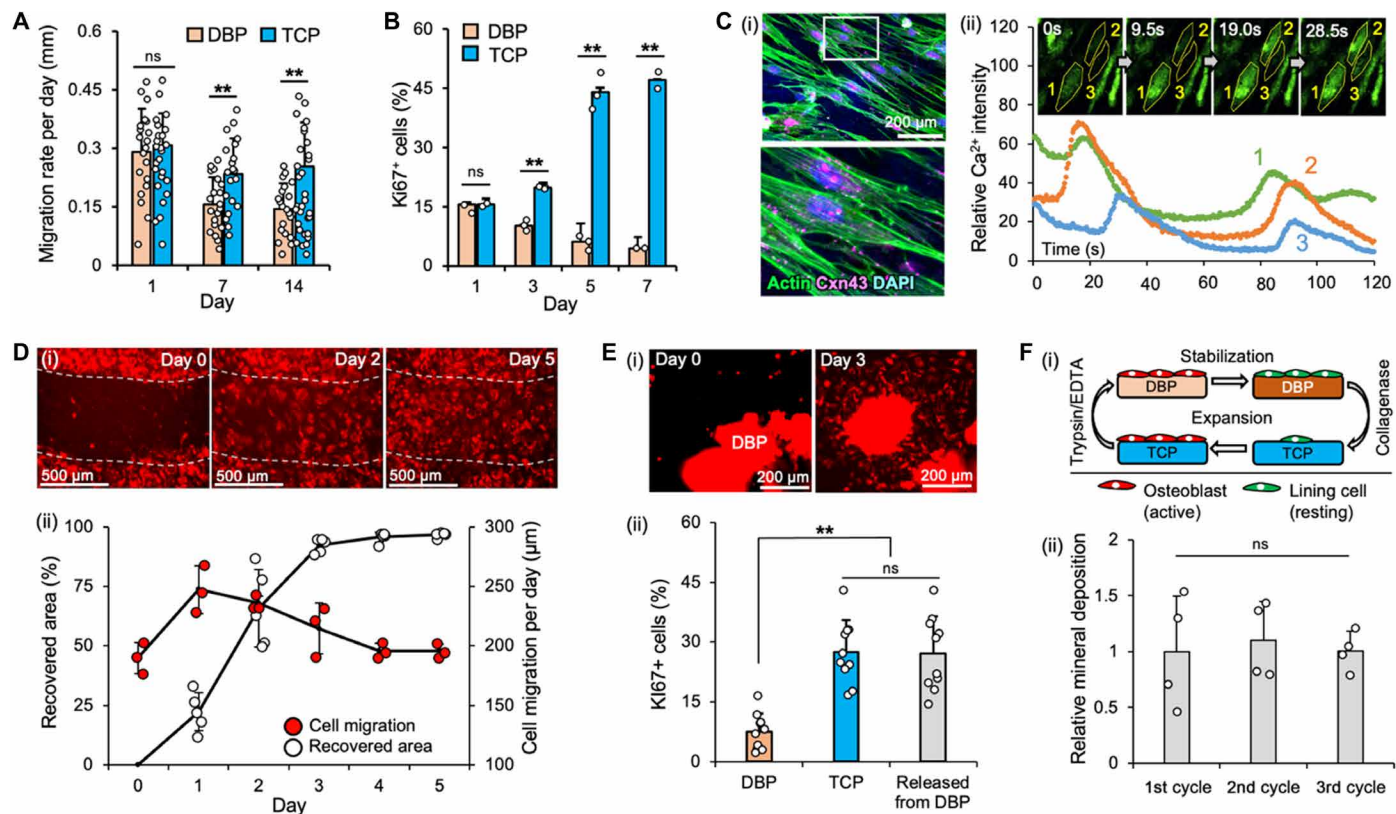 A
DBP TCP
Migration rate per day (mm)
0.6
0.45
0.3
0.15
0
ns
**
**
1 7 14
Day
B
DBP
TCP
Ki67+ cells (%)
60
45
30
15
0
ns
**
**
**
1 3 5 7
Day
C
(i)
200 µm
Actin Cxn43 DAPI
(ii)
0s 9.5s 19.0s 28.5s
2
1 3
2
1 3
2
1 3
2
1 3
Relative Ca2+ intensity
120
100
80
60
40
20
0
1
2
3
Time (s)
0 20 40 60 80 100 120
D
(i)
Day 0 Day 2 Day 5
500 µm 500 µm 500 µm
(ii)
Recovered area (%)
100
75
50
25
0
Cell migration per day (µm)
300
250
200
150
100
Cell migration
Recovered area
0 1 2 3 4 5
Day
E
(i)
Day 0 Day 3
DBP
200 µm 200 µm
(ii)
KI67+ cells (%)
60
45
30
15
0
**
ns
DBP TCP Released
from DBP
F
(i)
Stabilization
Trypsin/EDTA
DBP DBP
Collagenase
Expansion
TCP TCP
Osteoblast Lining cell
(active) (resting)
(ii)
Relative mineral deposition
2
1.5
1
0.5
0
ns
1st cycle 2nd cycle 3rd cycle